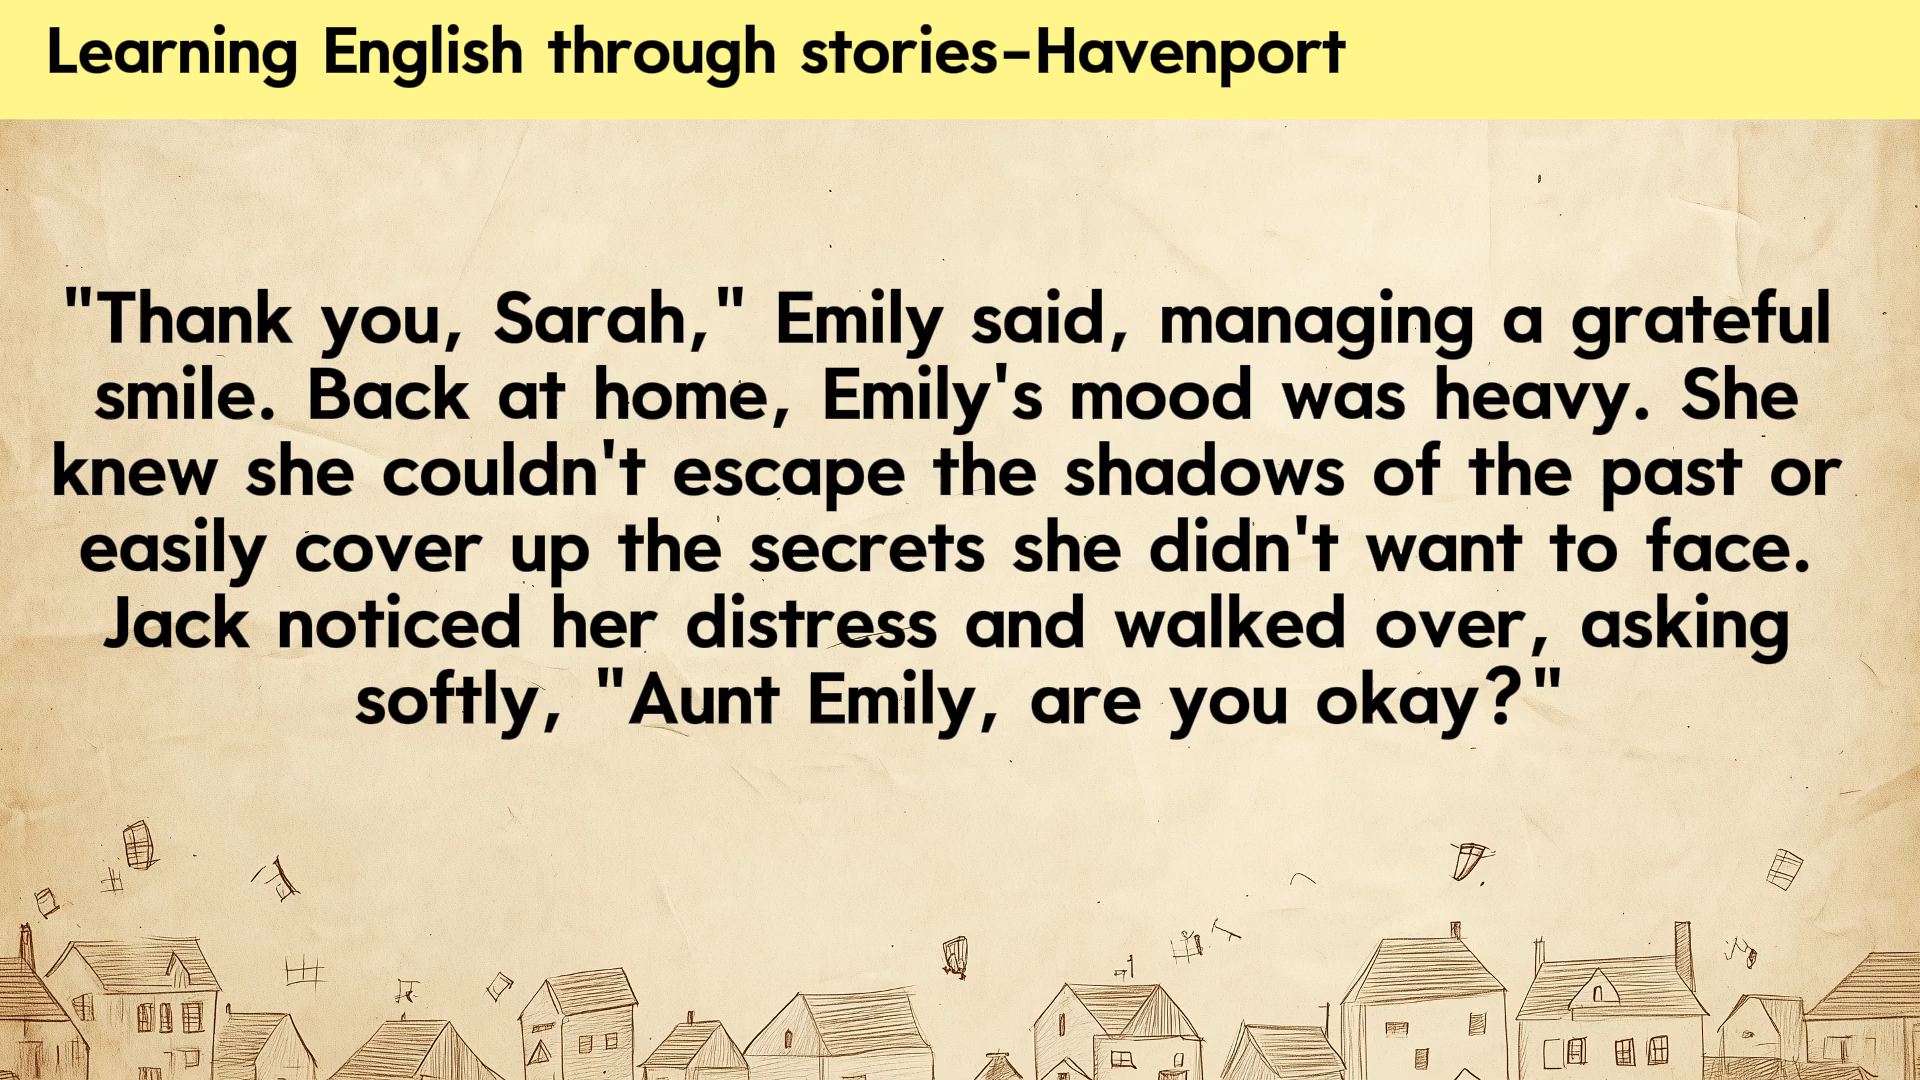 Learning English through stories-Havenport
"Thank you, Sarah," Emily said, managing a grateful
smile. Back at home, Emily's mood was heavy. She
knew she couldn't escape the shadows of the past or
easily cover up the secrets she didn't want to face.
Jack noticed her distress and walked over, asking
softly, "Aunt Emily, are you okay?"